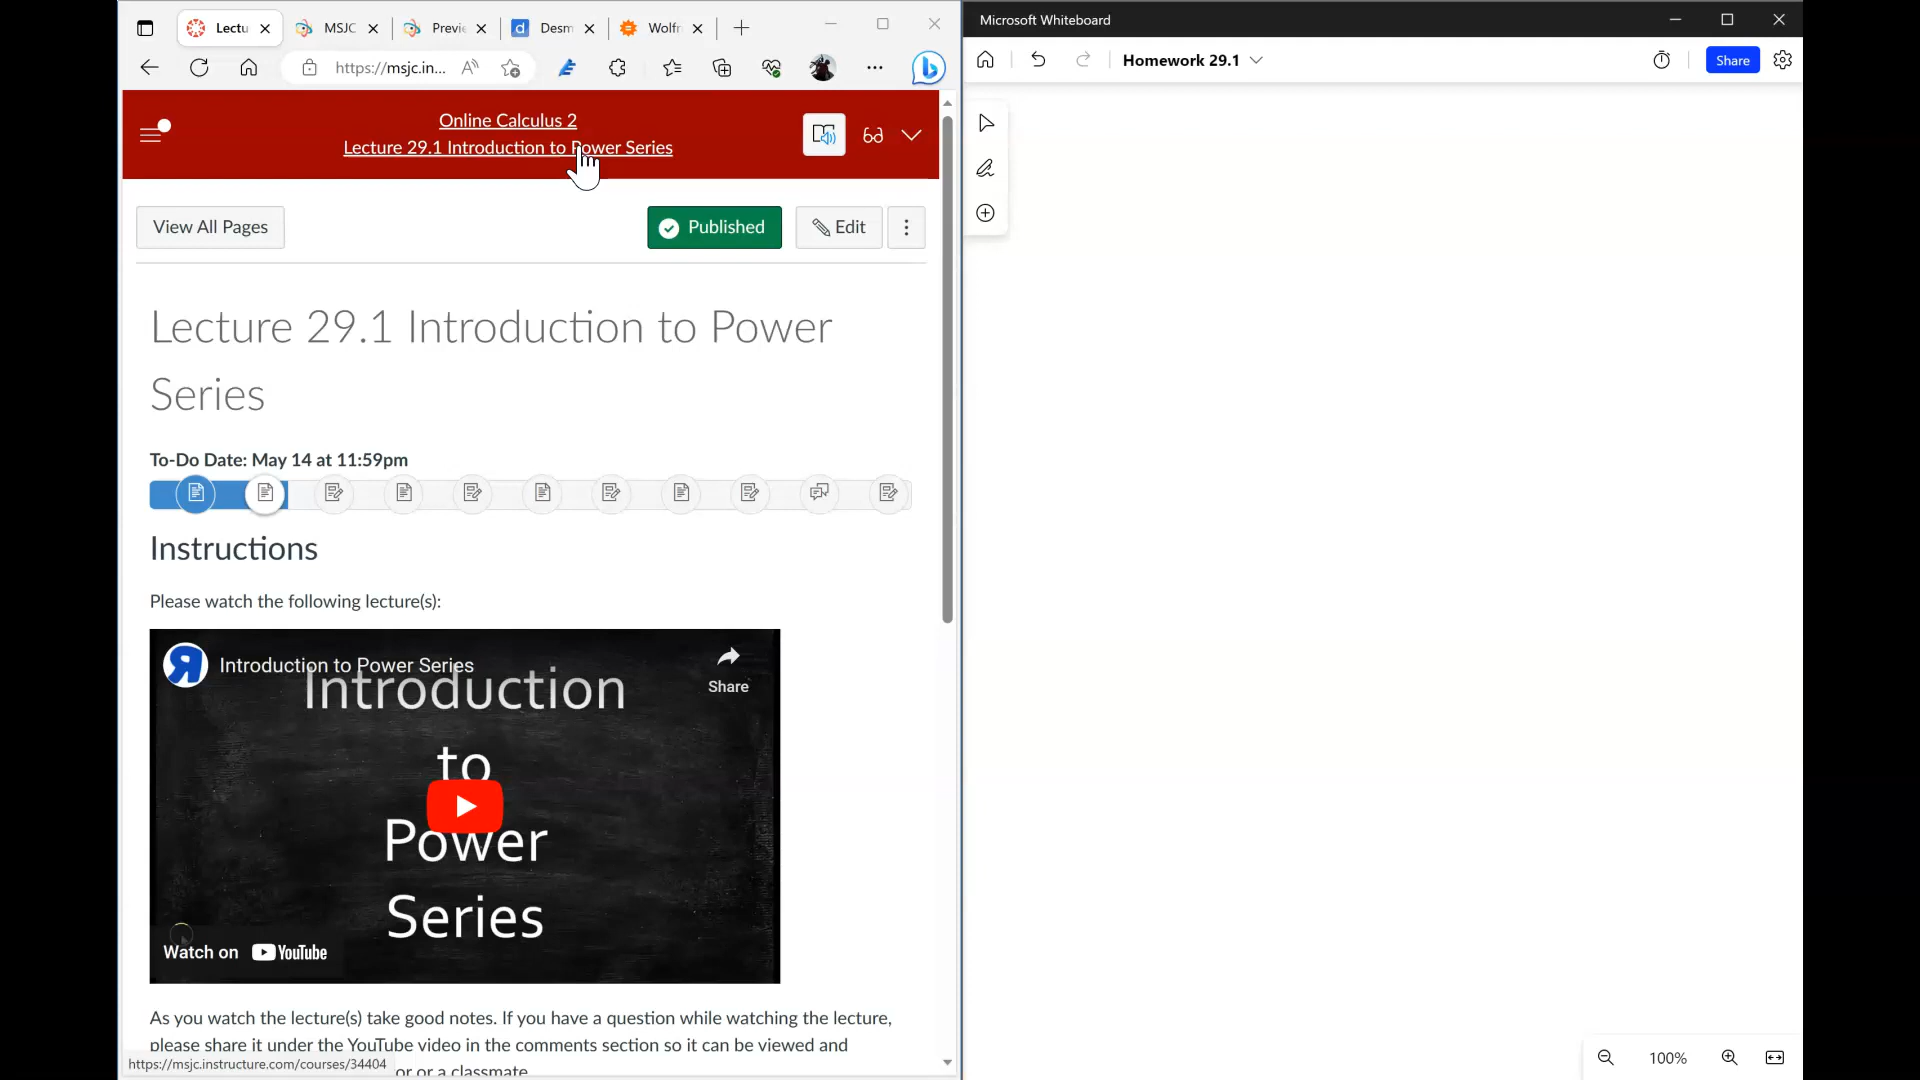 Lectu
MSJC
Previe
Desm
Wolfr
https://msjc.in...
Online Calculus 2
Lecture 29.1 Introduction to Power Series
View All Pages
Published
Edit
Lecture 29.1 Introduction to Power
Series
To-Do Date: May 14 at 11:59pm
Instructions
Please watch the following lecture(s):
Introduction to Power Series
Share
Introduction
to
Power
Series
Watch on YouTube
As you watch the lecture(s) take good notes. If you have a question while watching the lecture,
please share it under the YouTube video in the comments section so it can be viewed and
or or a classmate.
https://msjc.instructure.com/courses/34404
Microsoft Whiteboard
Homework 29.1
Share
100%